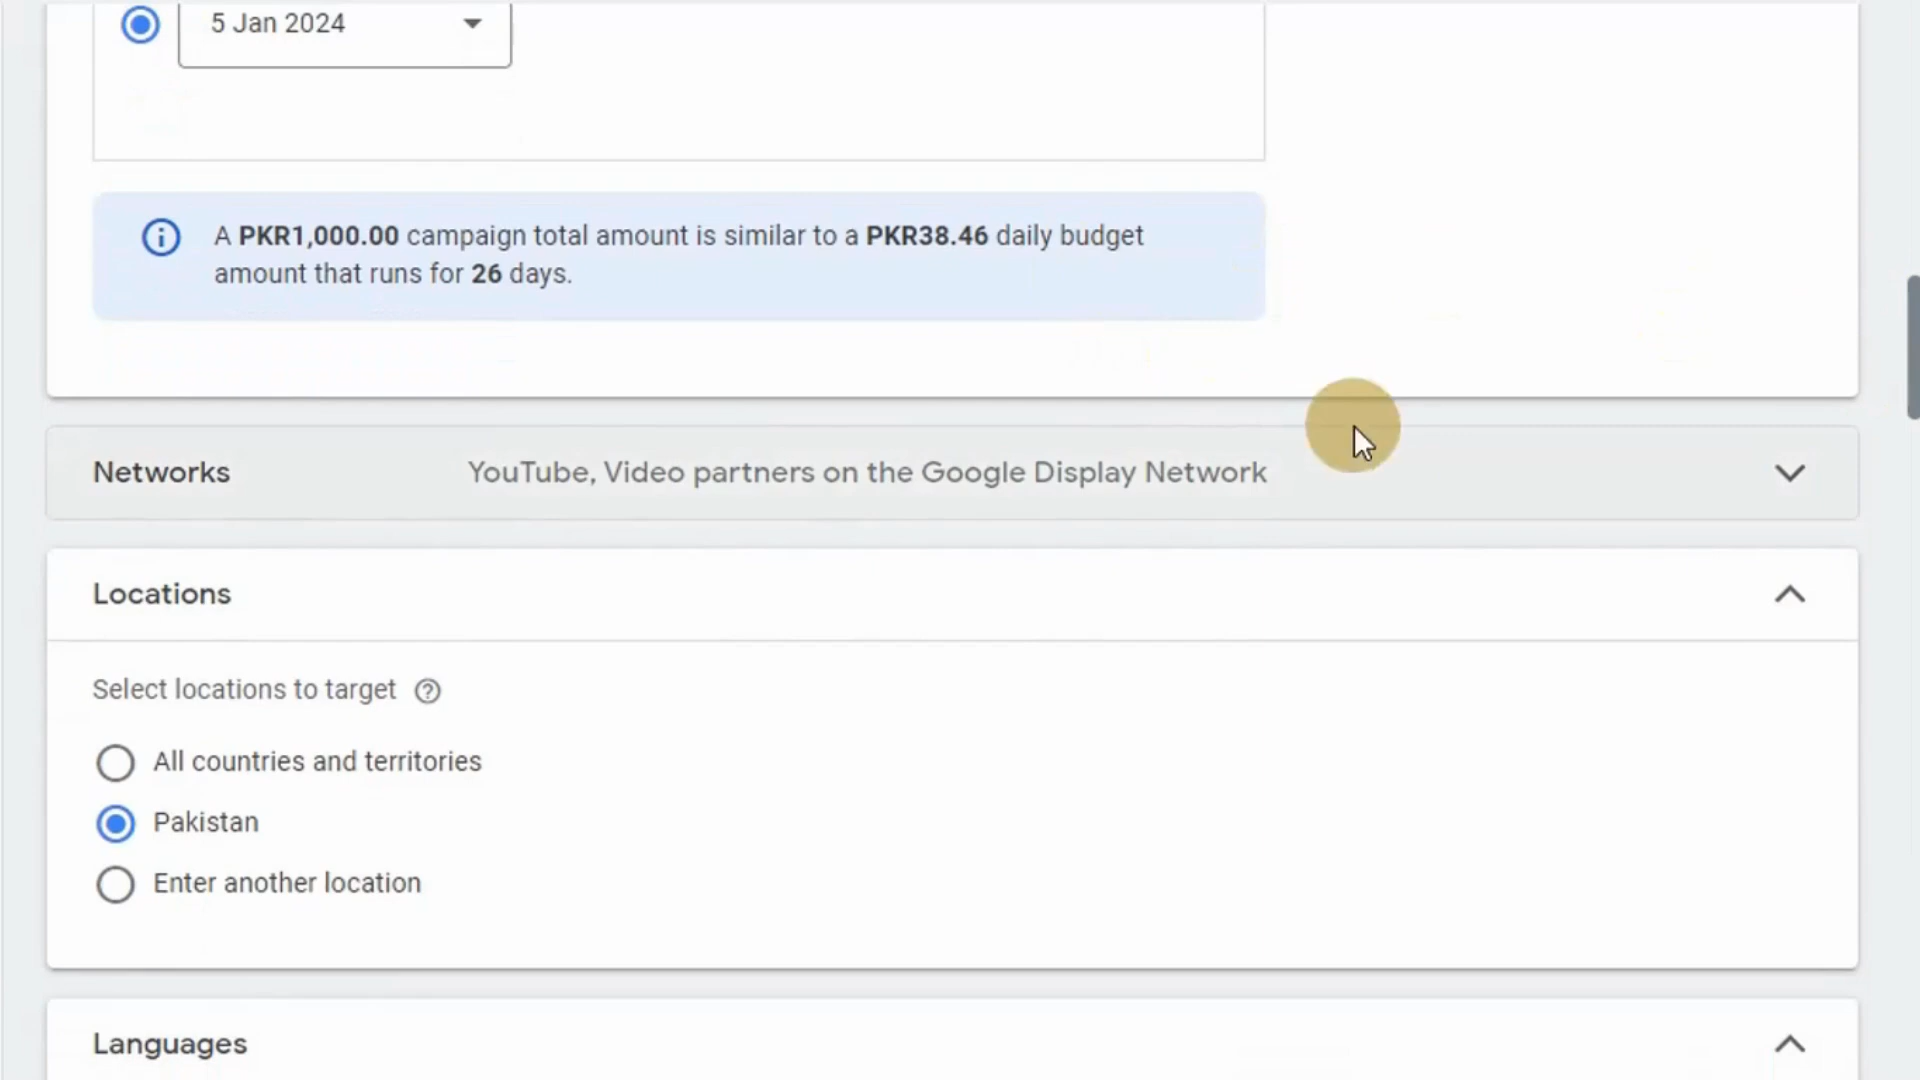 5 Jan 2024
A PKR1,000.00 campaign total amount is similar to a PKR38.46 daily budget
amount that runs for 26 days.
Networks YouTube, Video partners on the Google Display Network
Locations
Select locations to target
All countries and territories
Pakistan
Enter another location
Languages